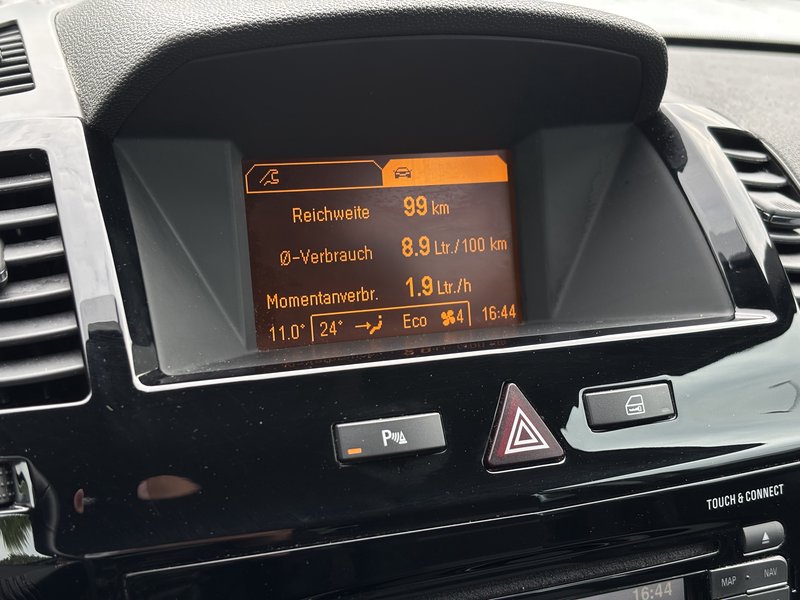 Reichweite 99 km
Ø-Verbrauch 8.9 Ltr./100 km
Momentanverbr. 1.9 Ltr./h
11.0° 24° Eco 4 16:44
P
TOUCH & CONNECT
MAP NAV
16:44